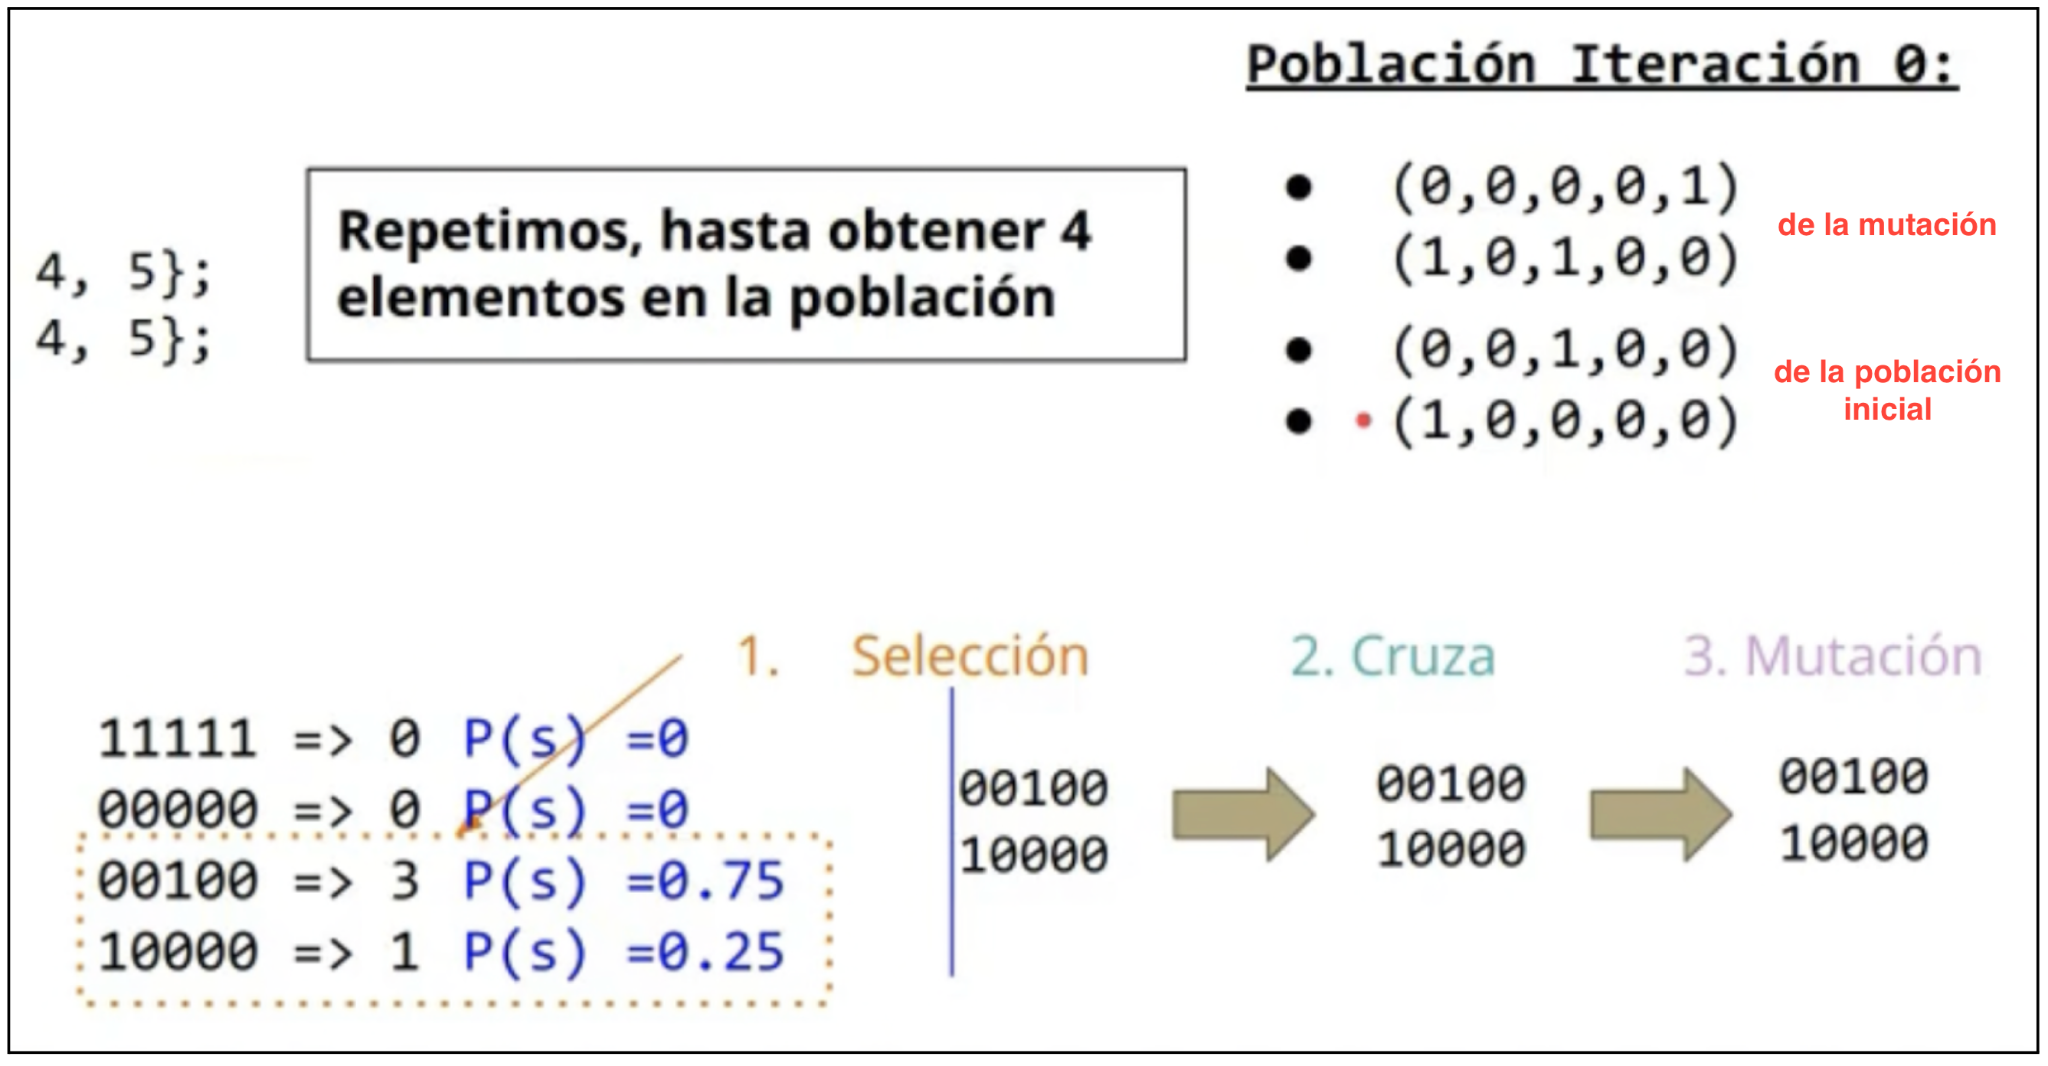 Población Iteración 0:
4, 5};
4, 5};
Repetimos, hasta obtener 4
elementos en la población
● (0,0,0,0,1)
● (1,0,1,0,0)
de la mutación
● (0,0,1,0,0)
● (1,0,0,0,0)
de la población
inicial
1. Selección
2. Cruza
3. Mutación
11111 => 0 P(s) =0
00000 => 0 P(s) =0
00100 => 3 P(s) =0.75
10000 => 1 P(s) =0.25
00100
10000
00100
10000
00100
10000